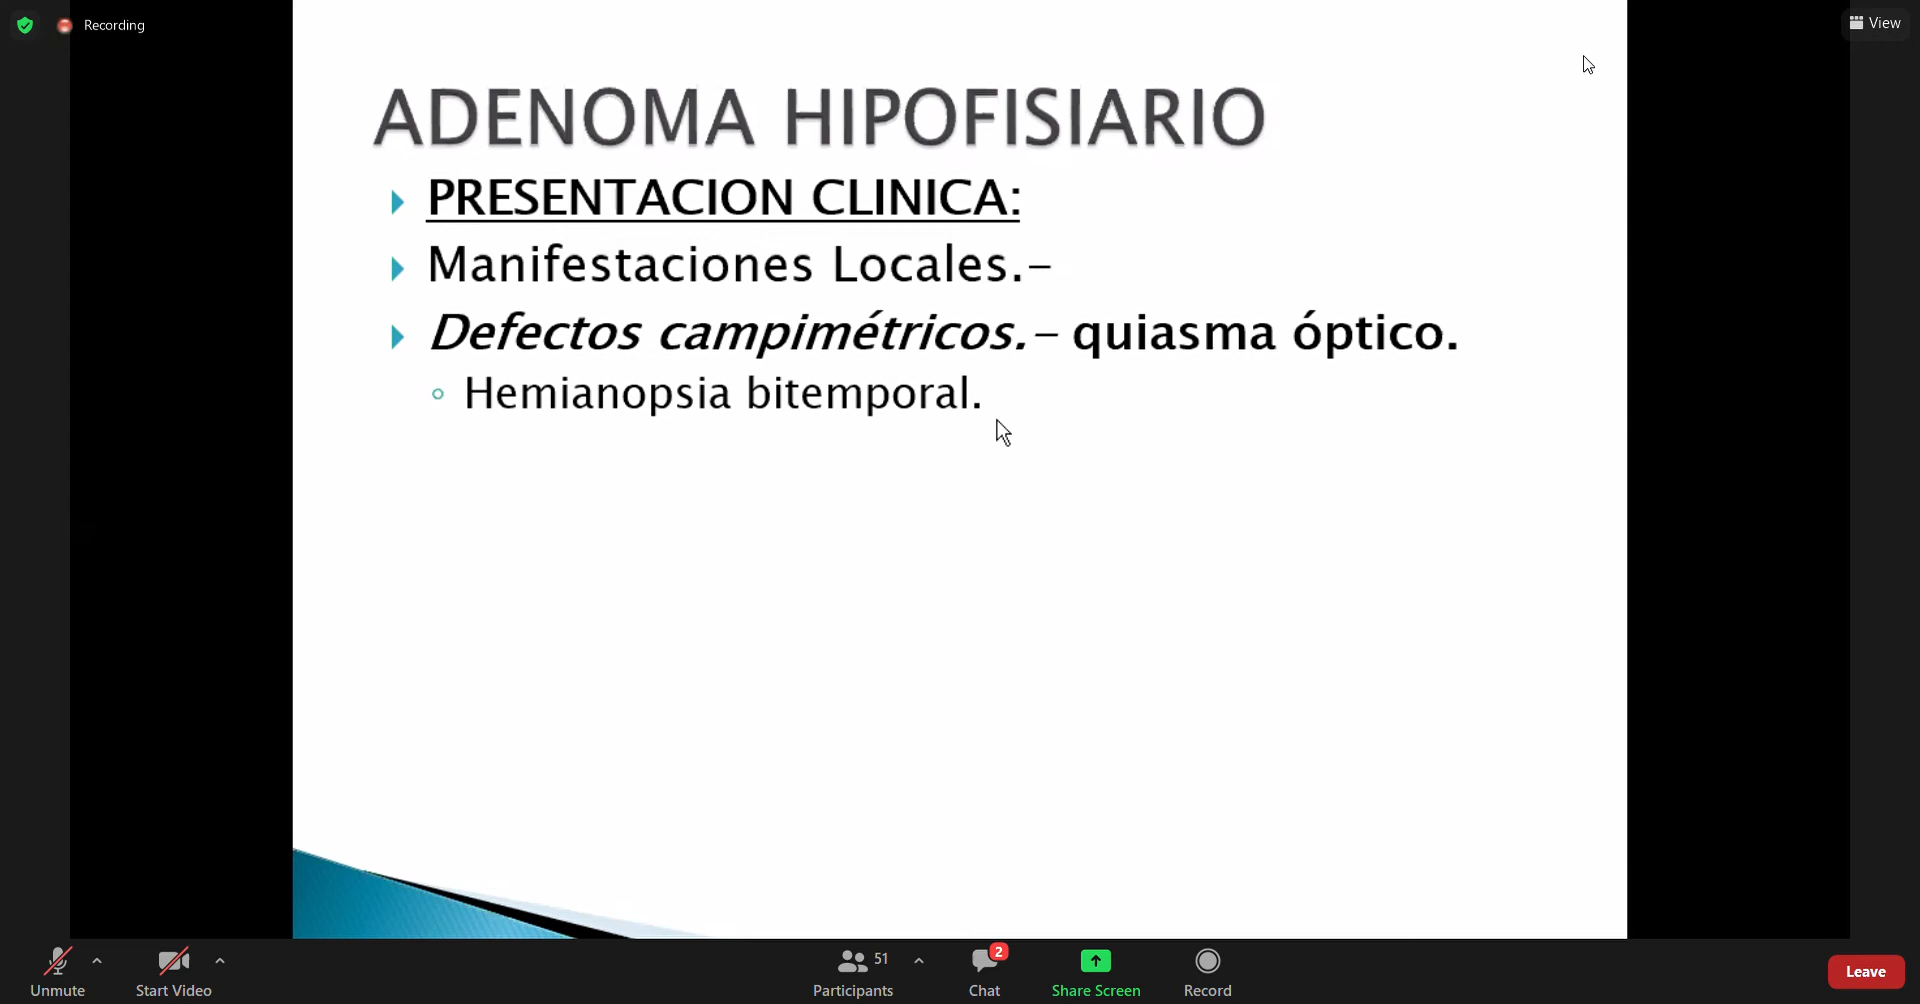 Recording
View
ADENOMA HIPOFISIARIO
PRESENTACION CLINICA:
Manifestaciones Locales.-
Defectos campimétricos.- quiasma óptico.
Hemianopsia bitemporal.
Unmute
Start Video
51
Participants
2
Chat
Share Screen
Record
Leave